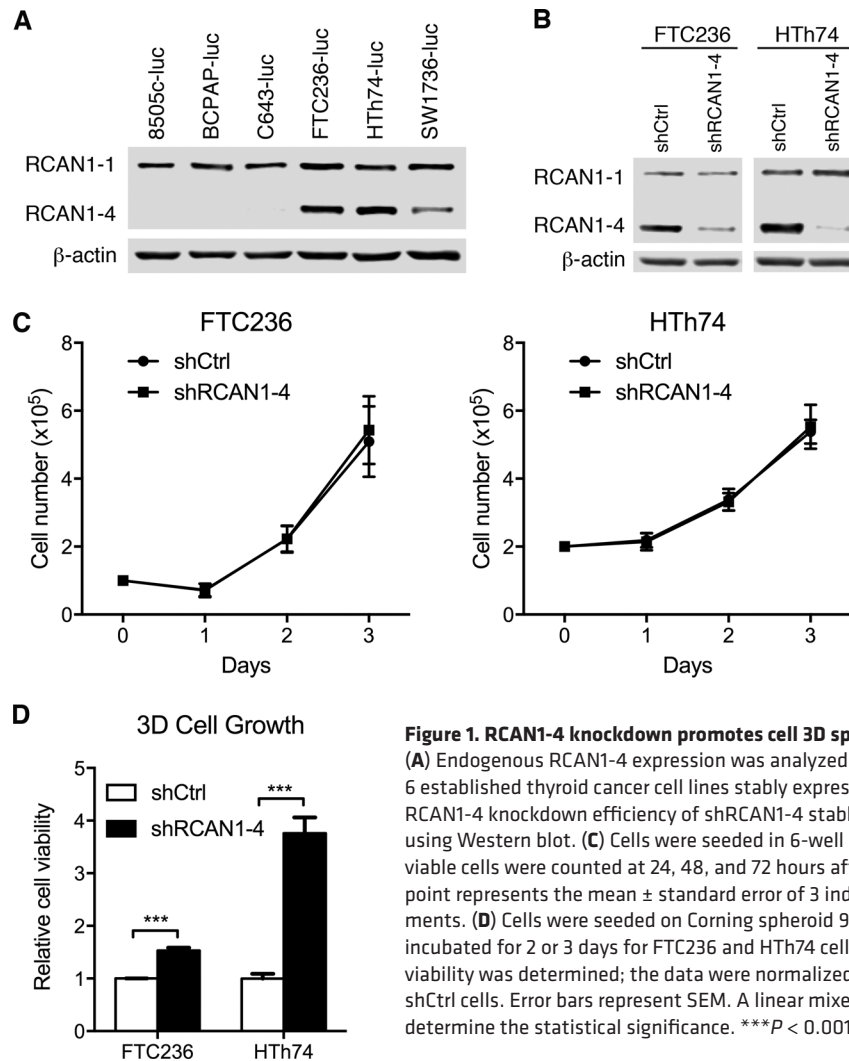 A
8505c-luc
BCPAP-luc
C643-luc
FTC236-luc
HTh74-luc
SW1736-luc
RCAN1-1
RCAN1-4
β-actin
B
FTC236
HTh74
shCtrl
shRCAN1-4
shCtrl
shRCAN1-4
RCAN1-1
RCAN1-4
β-actin
C
FTC236
shCtrl
shRCAN1-4
Cell number (x10⁵)
8
6
4
2
0
0 1 2 3
Days
HTh74
shCtrl
shRCAN1-4
Cell number (x10⁵)
8
6
4
2
0
0 1 2 3
Days
D
3D Cell Growth
shCtrl
shRCAN1-4
Relative cell viability
5
4
3
2
1
0
***
***
FTC236
HTh74
Figure 1. RCAN1-4 knockdown promotes cell 3D sp
(A) Endogenous RCAN1-4 expression was analyzed
6 established thyroid cancer cell lines stably expres
RCAN1-4 knockdown efficiency of shRCAN1-4 stabl
using Western blot. (C) Cells were seeded in 6-well
viable cells were counted at 24, 48, and 72 hours af
point represents the mean ± standard error of 3 ind
ments. (D) Cells were seeded on Corning spheroid 9
incubated for 2 or 3 days for FTC236 and HTh74 cell
viability was determined; the data were normalized
shCtrl cells. Error bars represent SEM. A linear mixe
determine the statistical significance. ***P < 0.001